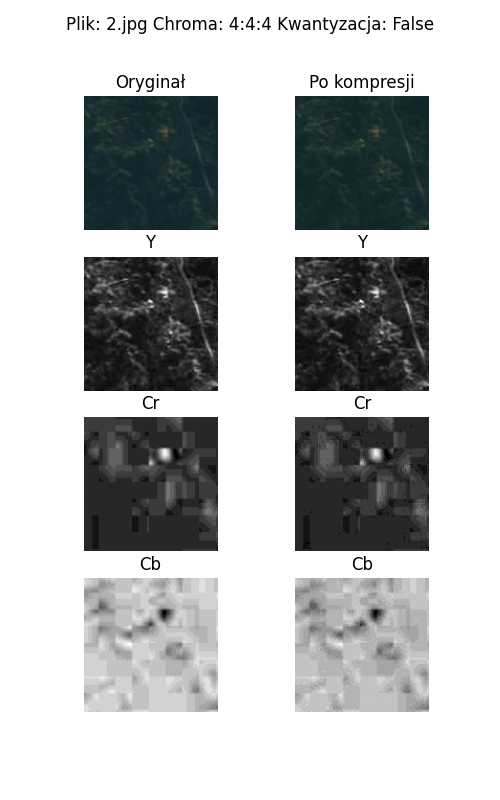 Plik: 2.jpg Chroma: 4:4:4 Kwantyzacja: False
Oryginał Po kompresji
Y Y
Cr Cr
Cb Cb